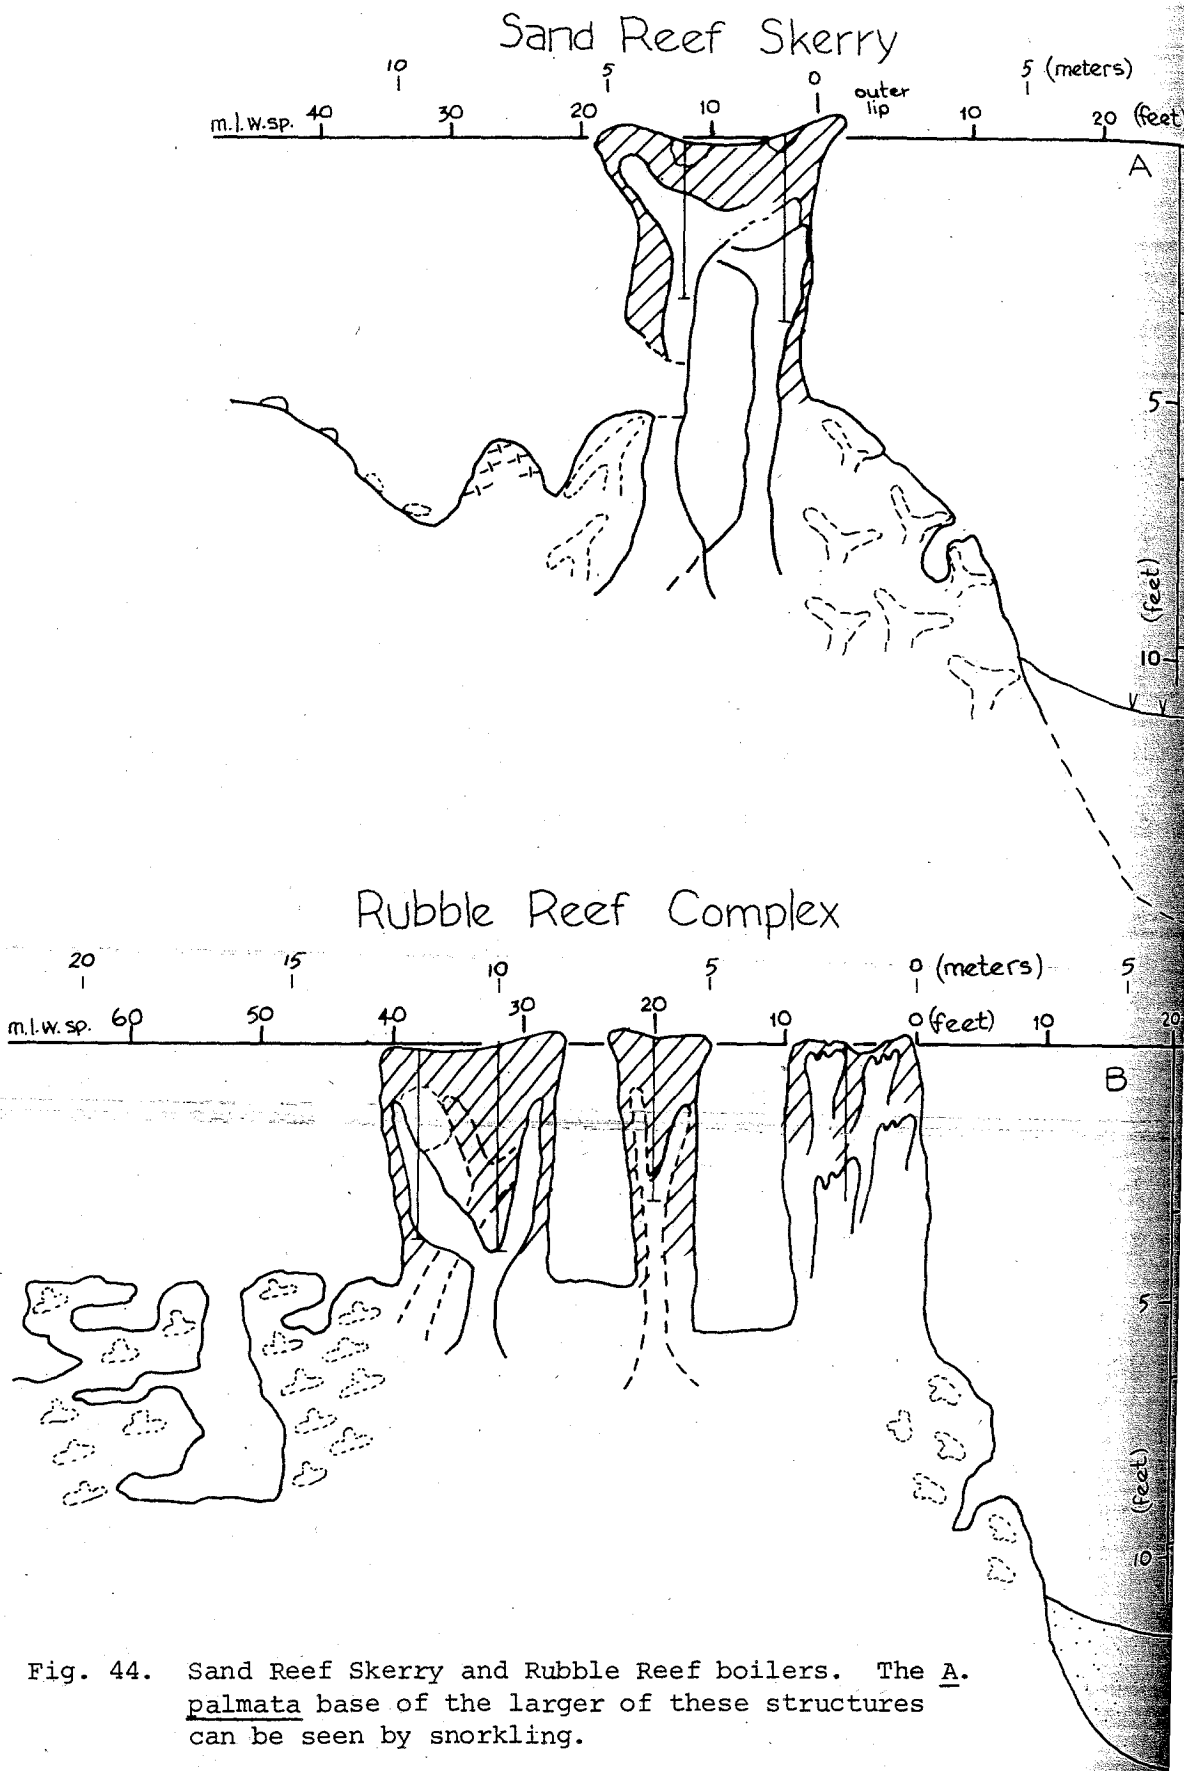 Sand Reef Skerry
10 5 0 5 (meters)
outer
lip
m.l.w.sp. 40 30 20 10 10 20 (feet
A
5
(feet)
10
Rubble Reef Complex
20 15 10 5 0 (meters) 5
m.l.w.sp. 60 50 40 30 20 10 0 (feet) 10 20
B
5
(feet)
10
Fig. 44. Sand Reef Skerry and Rubble Reef boilers. The A.
palmata base of the larger of these structures
can be seen by snorkling.